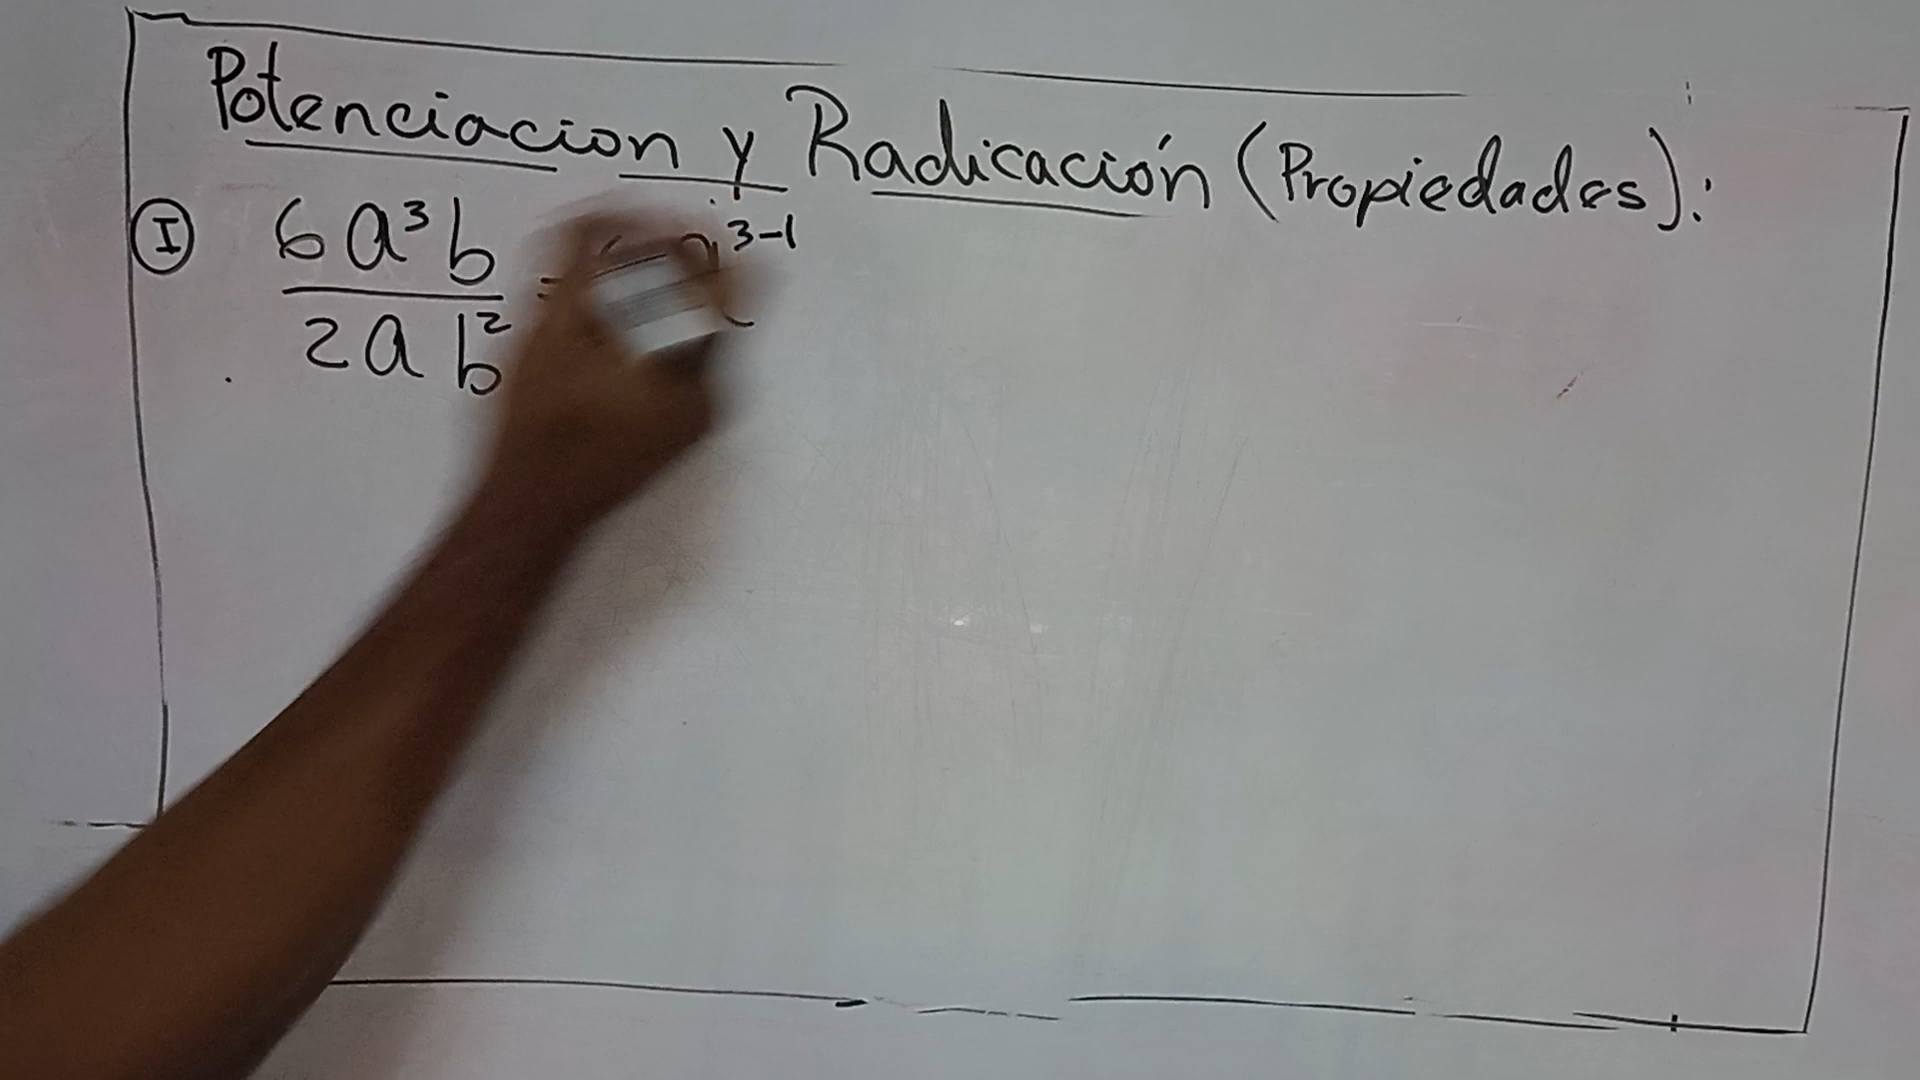 Potenciacion y Radicación (Propiedades):
I 6a³b = 3-1
2ab²